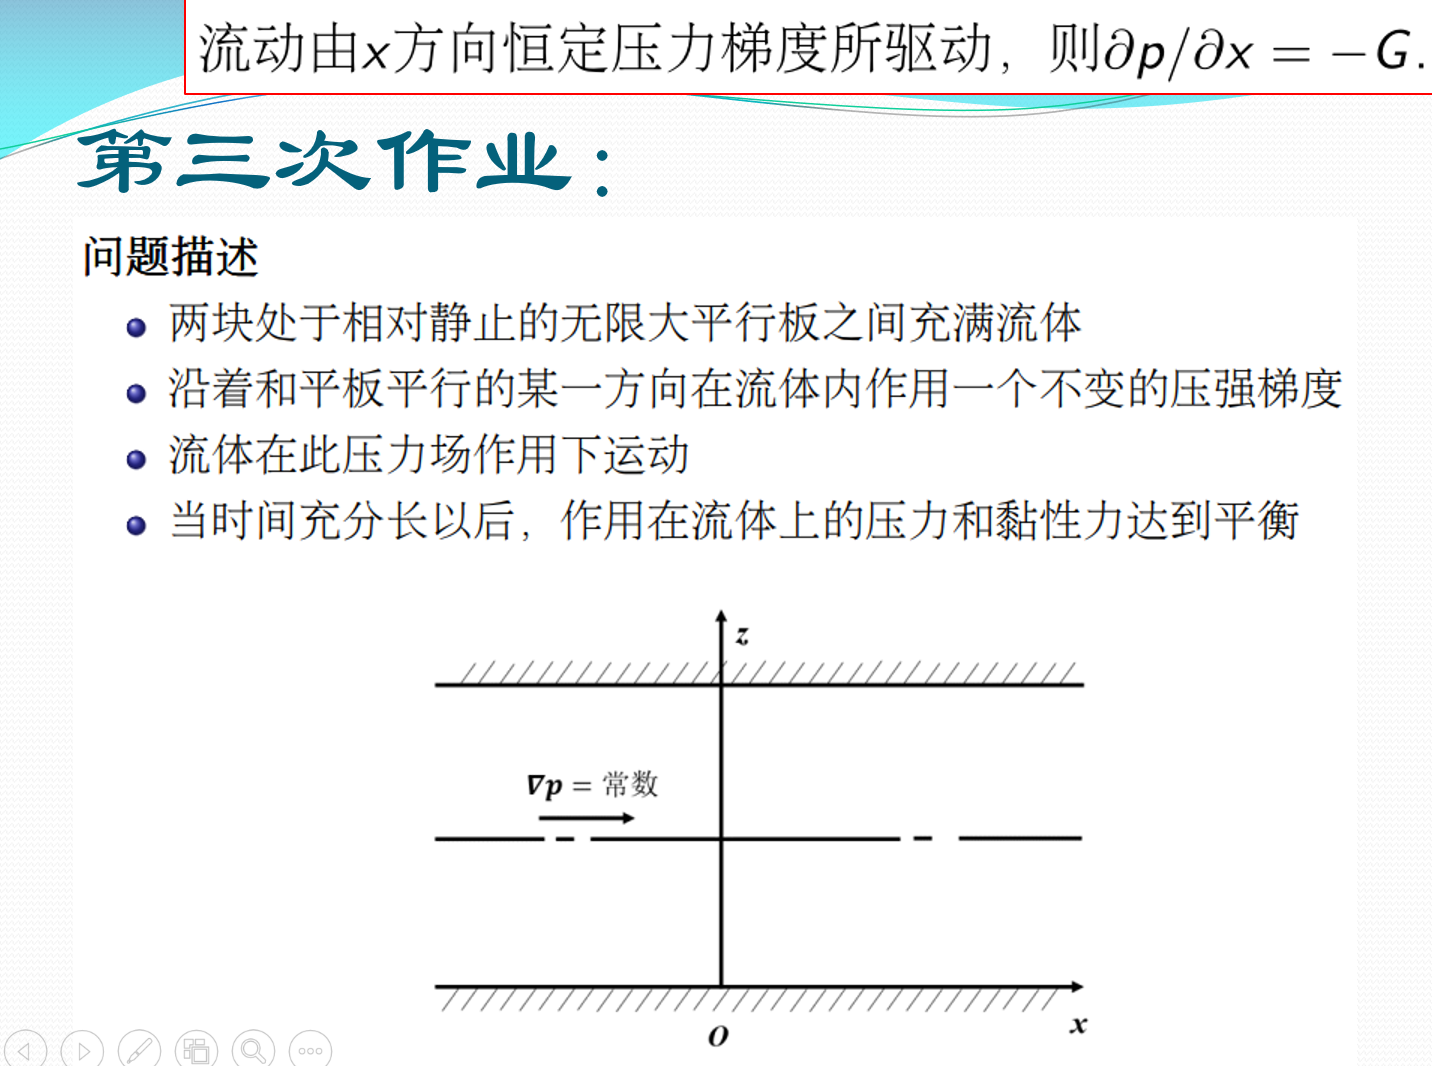 流动由x方向恒定压力梯度所驱动，则∂p/∂x = −G.
第三次作业：
问题描述
两块处于相对静止的无限大平行板之间充满流体
沿着和平板平行的某一方向在流体内作用一个不变的压强梯度
流体在此压力场作用下运动
当时间充分长以后，作用在流体上的压力和黏性力达到平衡
z
∇p = 常数
O
x